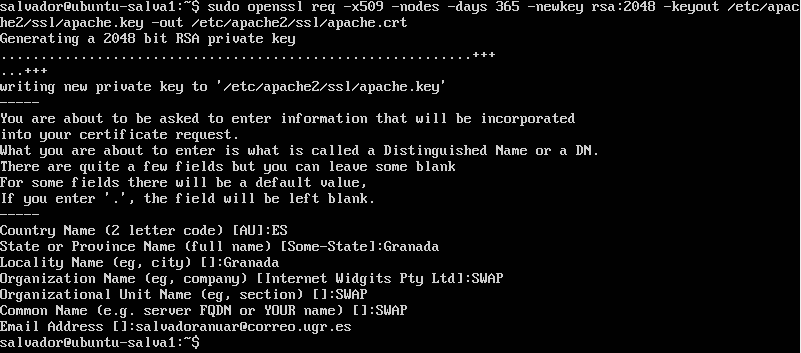 salvador@ubuntu-salva1:~$ sudo openssl req -x509 -nodes -days 365 -newkey rsa:2048 -keyout /etc/apac
he2/ssl/apache.key -out /etc/apache2/ssl/apache.crt
Generating a 2048 bit RSA private key
..............................................................+++
...+++
writing new private key to '/etc/apache2/ssl/apache.key'
-----
You are about to be asked to enter information that will be incorporated
into your certificate request.
What you are about to enter is what is called a Distinguished Name or a DN.
There are quite a few fields but you can leave some blank
For some fields there will be a default value,
If you enter '.', the field will be left blank.
-----
Country Name (2 letter code) [AU]:ES
State or Province Name (full name) [Some-State]:Granada
Locality Name (eg, city) []:Granada
Organization Name (eg, company) [Internet Widgits Pty Ltd]:SWAP
Organizational Unit Name (eg, section) []:SWAP
Common Name (e.g. server FQDN or YOUR name) []:SWAP
Email Address []:salvadoranuar@correo.ugr.es
salvador@ubuntu-salva1:~$